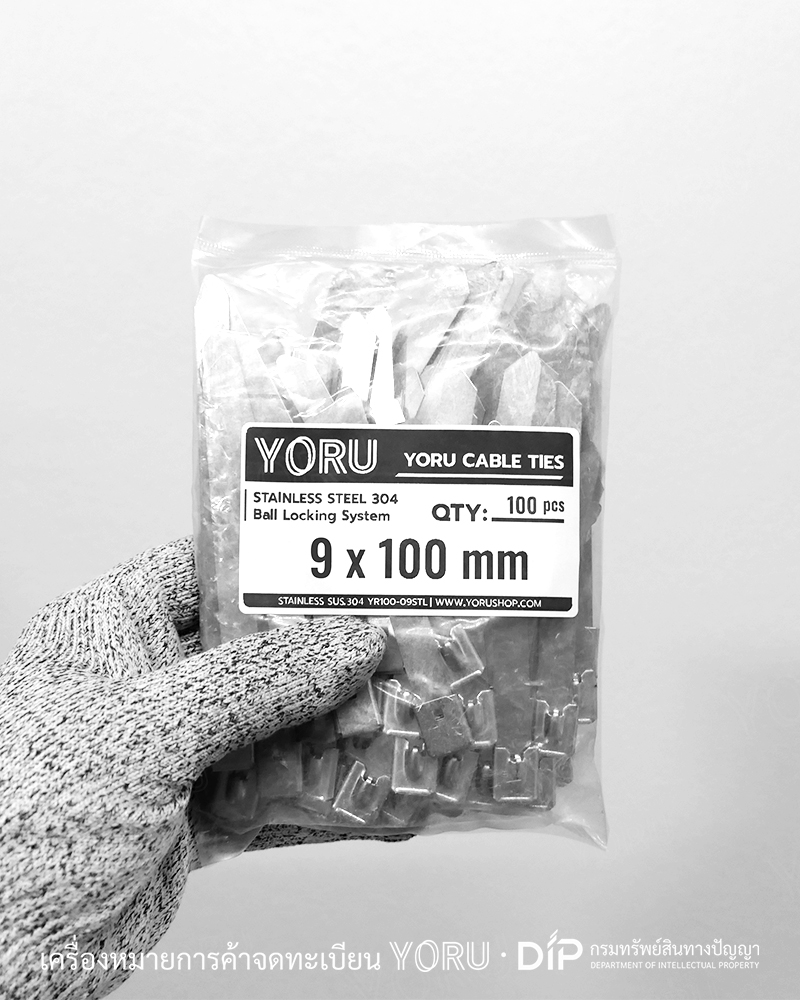 YORU
YORU CABLE TIES
STAINLESS STEEL 304
Ball Locking System
QTY: 100 pcs
9 x 100 mm
STAINLESS SUS.304 YR100-09STL | WWW.YORUSHOP.COM
เครื่องหมายการค้าจดทะเบียน YORU · DIP กรมทรัพย์สินทางปัญญา
DEPARTMENT OF INTELLECTUAL PROPERTY